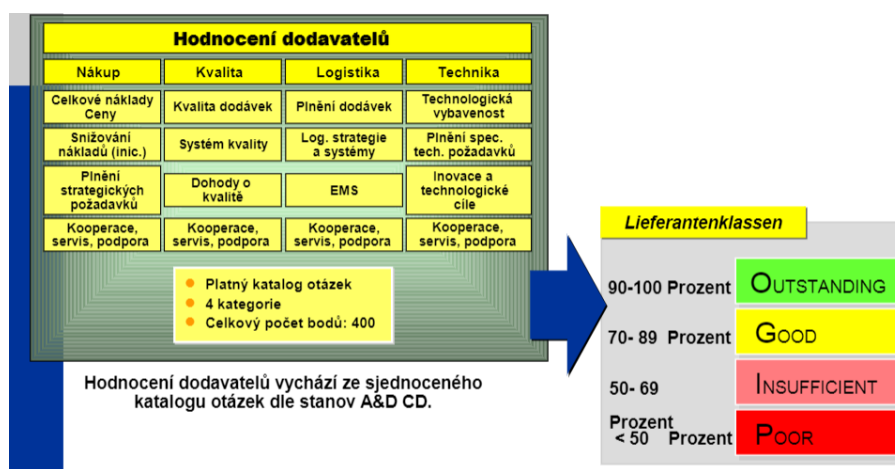 Hodnocení dodavatelů
Nákup
Kvalita
Logistika
Technika
Celkové náklady
Ceny
Kvalita dodávek
Plnění dodávek
Technologická
vybavenost
Snižování
nákladů (inic.)
Systém kvality
Log. strategie
a systémy
Plnění spec.
tech. požadavků
Plnění
strategických
požadavků
Dohody o
kvalitě
EMS
Inovace a
technologické
cíle
Kooperace,
servis, podpora
Kooperace,
servis, podpora
Kooperace,
servis, podpora
Kooperace,
servis, podpora
Platný katalog otázek
4 kategorie
Celkový počet bodů: 400
Hodnocení dodavatelů vychází ze sjednoceného
katalogu otázek dle stanov A&D CD.
Lieferantenklassen
90-100 Prozent OUTSTANDING
70- 89 Prozent GOOD
50- 69 INSUFFICIENT
Prozent
< 50 Prozent POOR